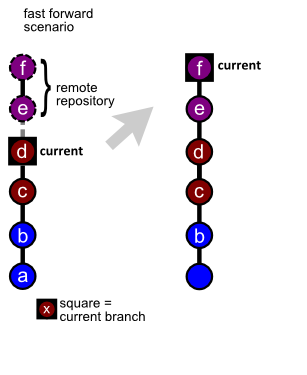 fast forward
scenario
f
e
remote
repository
d
current
c
b
a
x
square =
current branch
f
current
e
d
c
b